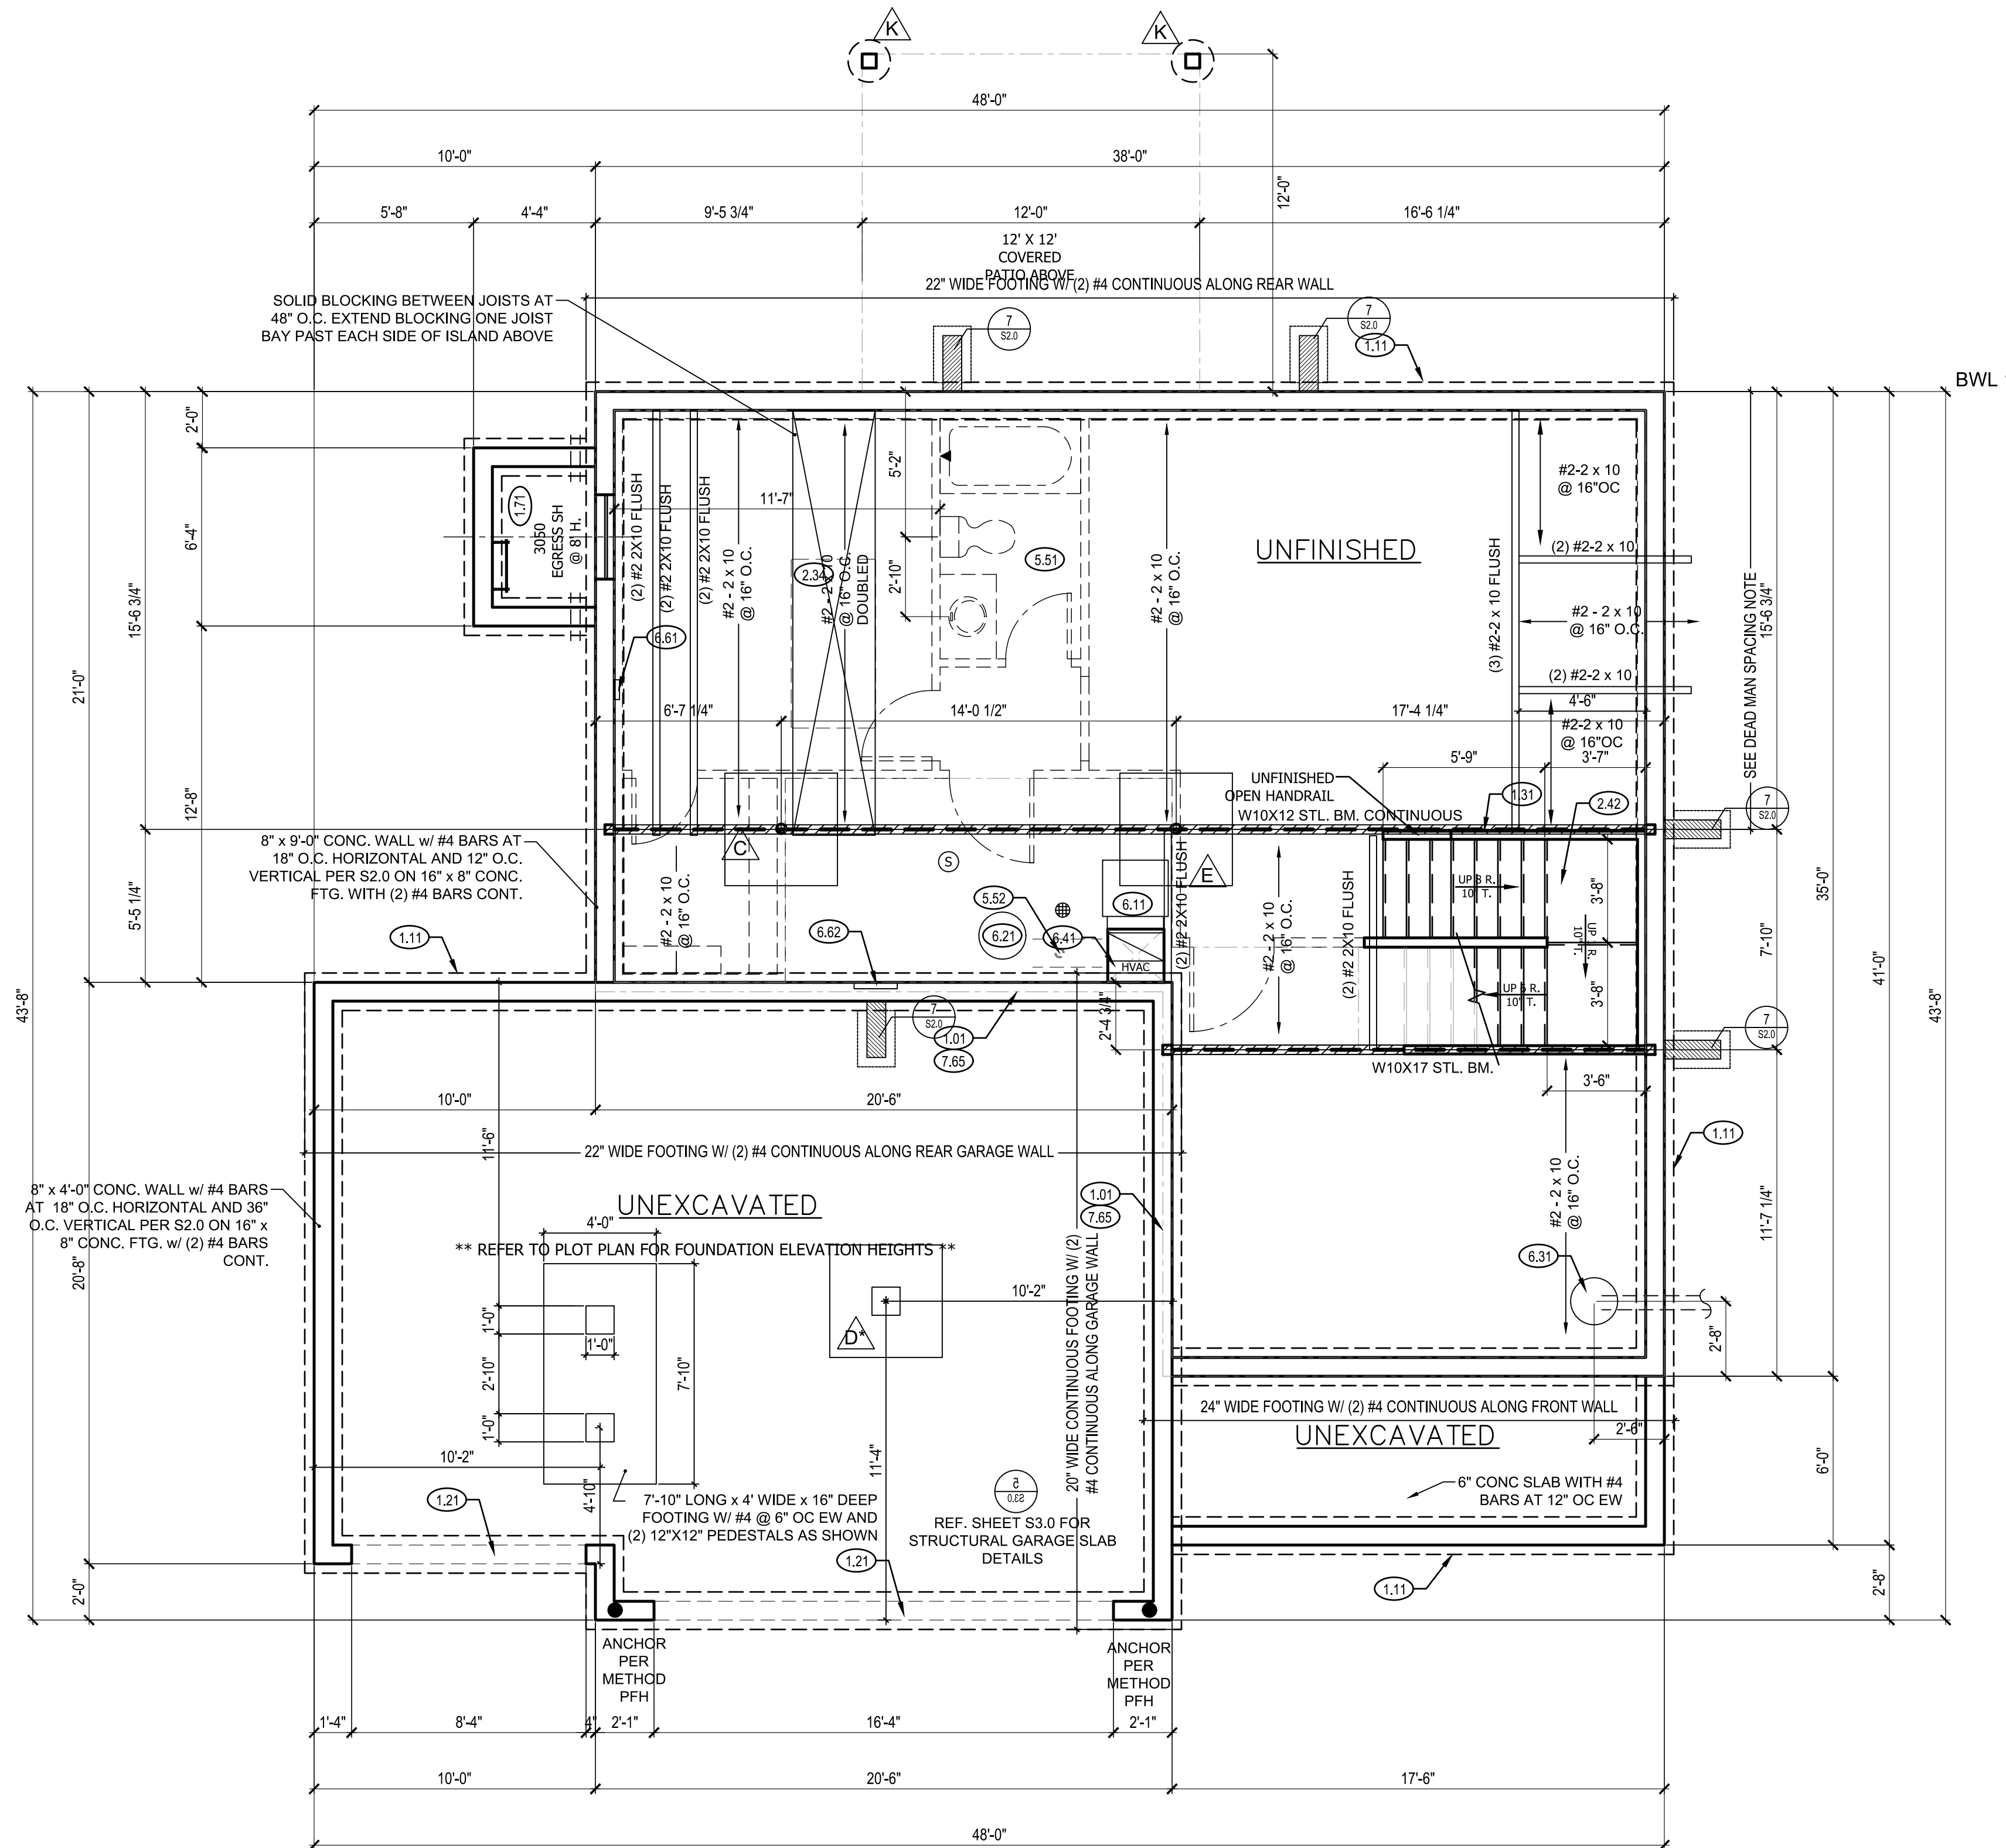 K
K
48'-0"
10'-0"
38'-0"
12'-0"
5'-8"
4'-4"
9'-5 3/4"
12'-0"
16'-6 1/4"
12' X 12'
COVERED
PATIO ABOVE
22" WIDE FOOTING W/ (2) #4 CONTINUOUS ALONG REAR WALL
SOLID BLOCKING BETWEEN JOISTS AT
48" O.C. EXTEND BLOCKING ONE JOIST
BAY PAST EACH SIDE OF ISLAND ABOVE
7
S2.0
7
S2.0
1.11
BWL
2'-0"
6'-4"
12'-8"
15'-6 3/4"
5'-5 1/4"
21'-0"
20'-8"
2'-0"
43'-8"
1.71
3050
EGRESS SH
@ 8' H.
(2) #2 2X10 FLUSH
(2) #2 2X10 FLUSH
(2) #2 2X10 FLUSH
#2 - 2 x 10
@ 16" O.C.
11'-7"
2.34
#2 - 2 x 10
@ 16" O.C.
DOUBLED
5'-2"
2'-10"
5.51
#2 - 2 x 10
@ 16" O.C.
UNFINISHED
(3) #2-2 x 10 FLUSH
#2-2 x 10
@ 16"OC
(2) #2-2 x 10
#2 - 2 x 10
@ 16" O.C.
(2) #2-2 x 10
4'-6"
#2-2 x 10
@ 16"OC
SEE DEAD MAN SPACING NOTE
15'-6 3/4"
35'-0"
41'-0"
43'-8"
6.61
6'-7 1/4"
14'-0 1/2"
17'-4 1/4"
5'-9"
3'-7"
UNFINISHED
OPEN HANDRAIL
1.31
2.42
W10X12 STL. BM. CONTINUOUS
7
S2.0
8" x 9'-0" CONC. WALL w/ #4 BARS AT
18" O.C. HORIZONTAL AND 12" O.C.
VERTICAL PER S2.0 ON 16" x 8" CONC.
FTG. WITH (2) #4 BARS CONT.
C
S
E
#2 - 2 x 10
@ 16" O.C.
5.52
6.11
6.21
6.41
HVAC
6.62
(2) #2 2X10 FLUSH
#2 - 2 x 10
@ 16" O.C.
(2) #2 2X10 FLUSH
UP 8 R.
10" T.
3'-8"
3'-8"
7'-10"
1.11
2'-4 3/4"
7
S2.0
1.01
7.65
7
S2.0
W10X17 STL. BM.
3'-6"
10'-0"
20'-6"
11'-6"
22" WIDE FOOTING W/ (2) #4 CONTINUOUS ALONG REAR GARAGE WALL
1.11
8" x 4'-0" CONC. WALL w/ #4 BARS
AT 18" O.C. HORIZONTAL AND 36"
O.C. VERTICAL PER S2.0 ON 16" x
8" CONC. FTG. w/ (2) #4 BARS
CONT.
UNEXCAVATED
4'-0"
** REFER TO PLOT PLAN FOR FOUNDATION ELEVATION HEIGHTS **
1.01
7.65
#2 - 2 x 10
@ 16" O.C.
11'-7 1/4"
6.31
10'-2"
D*
1'-0"
1'-0"
2'-10"
1'-0"
7'-10"
2'-8"
20" WIDE CONTINUOUS FOOTING W/ (2)
#4 CONTINUOUS ALONG GARAGE WALL
24" WIDE FOOTING W/ (2) #4 CONTINUOUS ALONG FRONT WALL
UNEXCAVATED
2'-6"
6'-0"
10'-2"
11'-4"
4'-10"
1.21
7'-10" LONG x 4' WIDE x 16" DEEP
FOOTING W/ #4 @ 6" OC EW AND
(2) 12"X12" PEDESTALS AS SHOWN
5
S3.0
REF. SHEET S3.0 FOR
STRUCTURAL GARAGE SLAB
DETAILS
6" CONC SLAB WITH #4
BARS AT 12" OC EW
1.21
1.11
2'-8"
ANCHOR
PER
METHOD
PFH
ANCHOR
PER
METHOD
PFH
1'-4"
8'-4"
4"
2'-1"
16'-4"
2'-1"
10'-0"
20'-6"
17'-6"
48'-0"